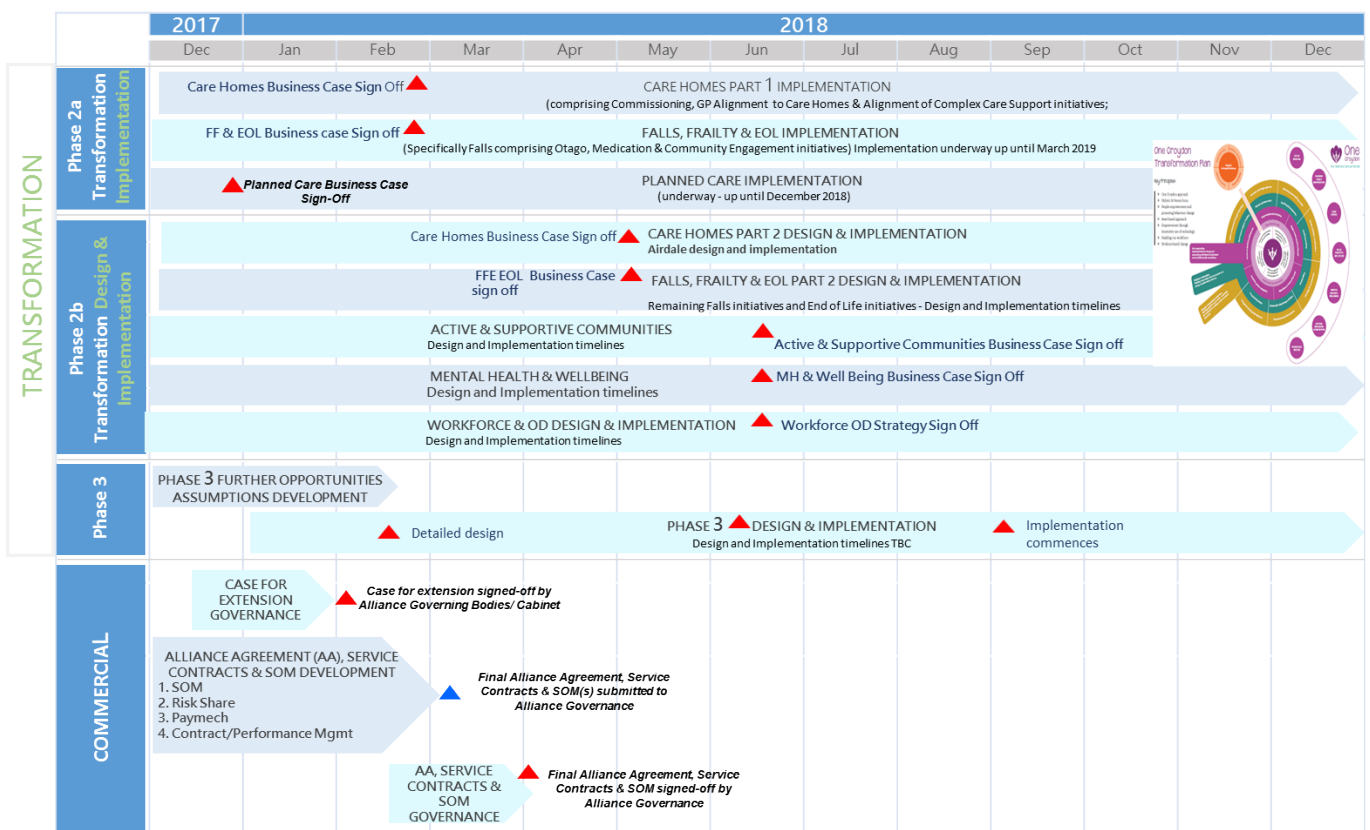 2017
2018
Dec
Jan
Feb
Mar
Apr
May
Jun
Jul
Aug
Sep
Oct
Nov
Dec
TRANSFORMATION
Phase 2a
Transformation
Implementation
Care Homes Business Case Sign Off
CARE HOMES PART 1 IMPLEMENTATION
(comprising Commissioning, GP Alignment to Care Homes & Alignment of Complex Care Support initiatives;
FF & EOL Business case Sign off
FALLS, FRAILTY & EOL IMPLEMENTATION
(Specifically Falls comprising Otago, Medication & Community Engagement initiatives) Implementation underway up until March 2019
Planned Care Business Case
Sign-Off
PLANNED CARE IMPLEMENTATION
(underway - up until December 2018)
One Croydon
Transformation Plan
One
Croydon
Phase 2b
Transformation Design &
Implementation
Care Homes Business Case Sign off
CARE HOMES PART 2 DESIGN & IMPLEMENTATION
Airdale design and implementation
FFE EOL Business Case
sign off
FALLS, FRAILTY & EOL PART 2 DESIGN & IMPLEMENTATION
Remaining Falls initiatives and End of Life initiatives - Design and Implementation timelines
ACTIVE & SUPPORTIVE COMMUNITIES
Design and Implementation timelines
Active & Supportive Communities Business Case Sign off
MENTAL HEALTH & WELLBEING
Design and Implementation timelines
MH & Well Being Business Case Sign Off
WORKFORCE & OD DESIGN & IMPLEMENTATION
Design and Implementation timelines
Workforce OD Strategy Sign Off
Phase 3
PHASE 3 FURTHER OPPORTUNITIES
ASSUMPTIONS DEVELOPMENT
Detailed design
PHASE 3 DESIGN & IMPLEMENTATION
Design and Implementation timelines TBC
Implementation
commences
COMMERCIAL
CASE FOR
EXTENSION
GOVERNANCE
Case for extension signed-off by
Alliance Governing Bodies/ Cabinet
ALLIANCE AGREEMENT (AA), SERVICE
CONTRACTS & SOM DEVELOPMENT
1. SOM
2. Risk Share
3. Paymech
4. Contract/Performance Mgmt
Final Alliance Agreement, Service
Contracts & SOM(s) submitted to
Alliance Governance
AA, SERVICE
CONTRACTS &
SOM
GOVERNANCE
Final Alliance Agreement, Service
Contracts & SOM signed-off by
Alliance Governance